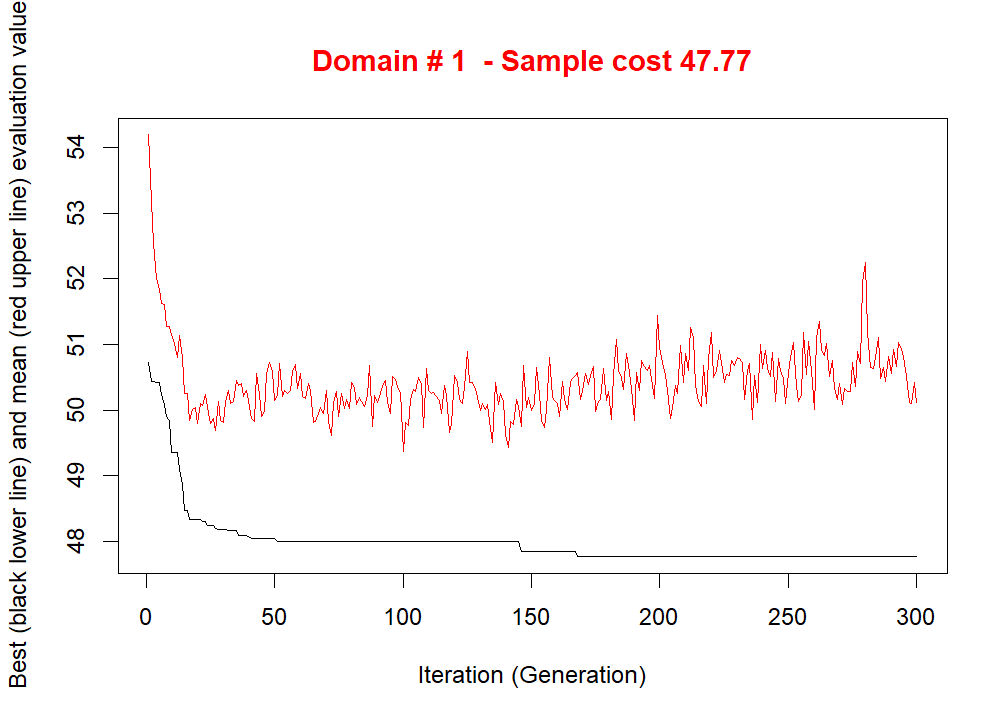 Domain # 1  - Sample cost 47.77
Best (black lower line) and mean (red upper line) evaluation value
54
53
52
51
50
49
48
0 50 100 150 200 250 300
Iteration (Generation)